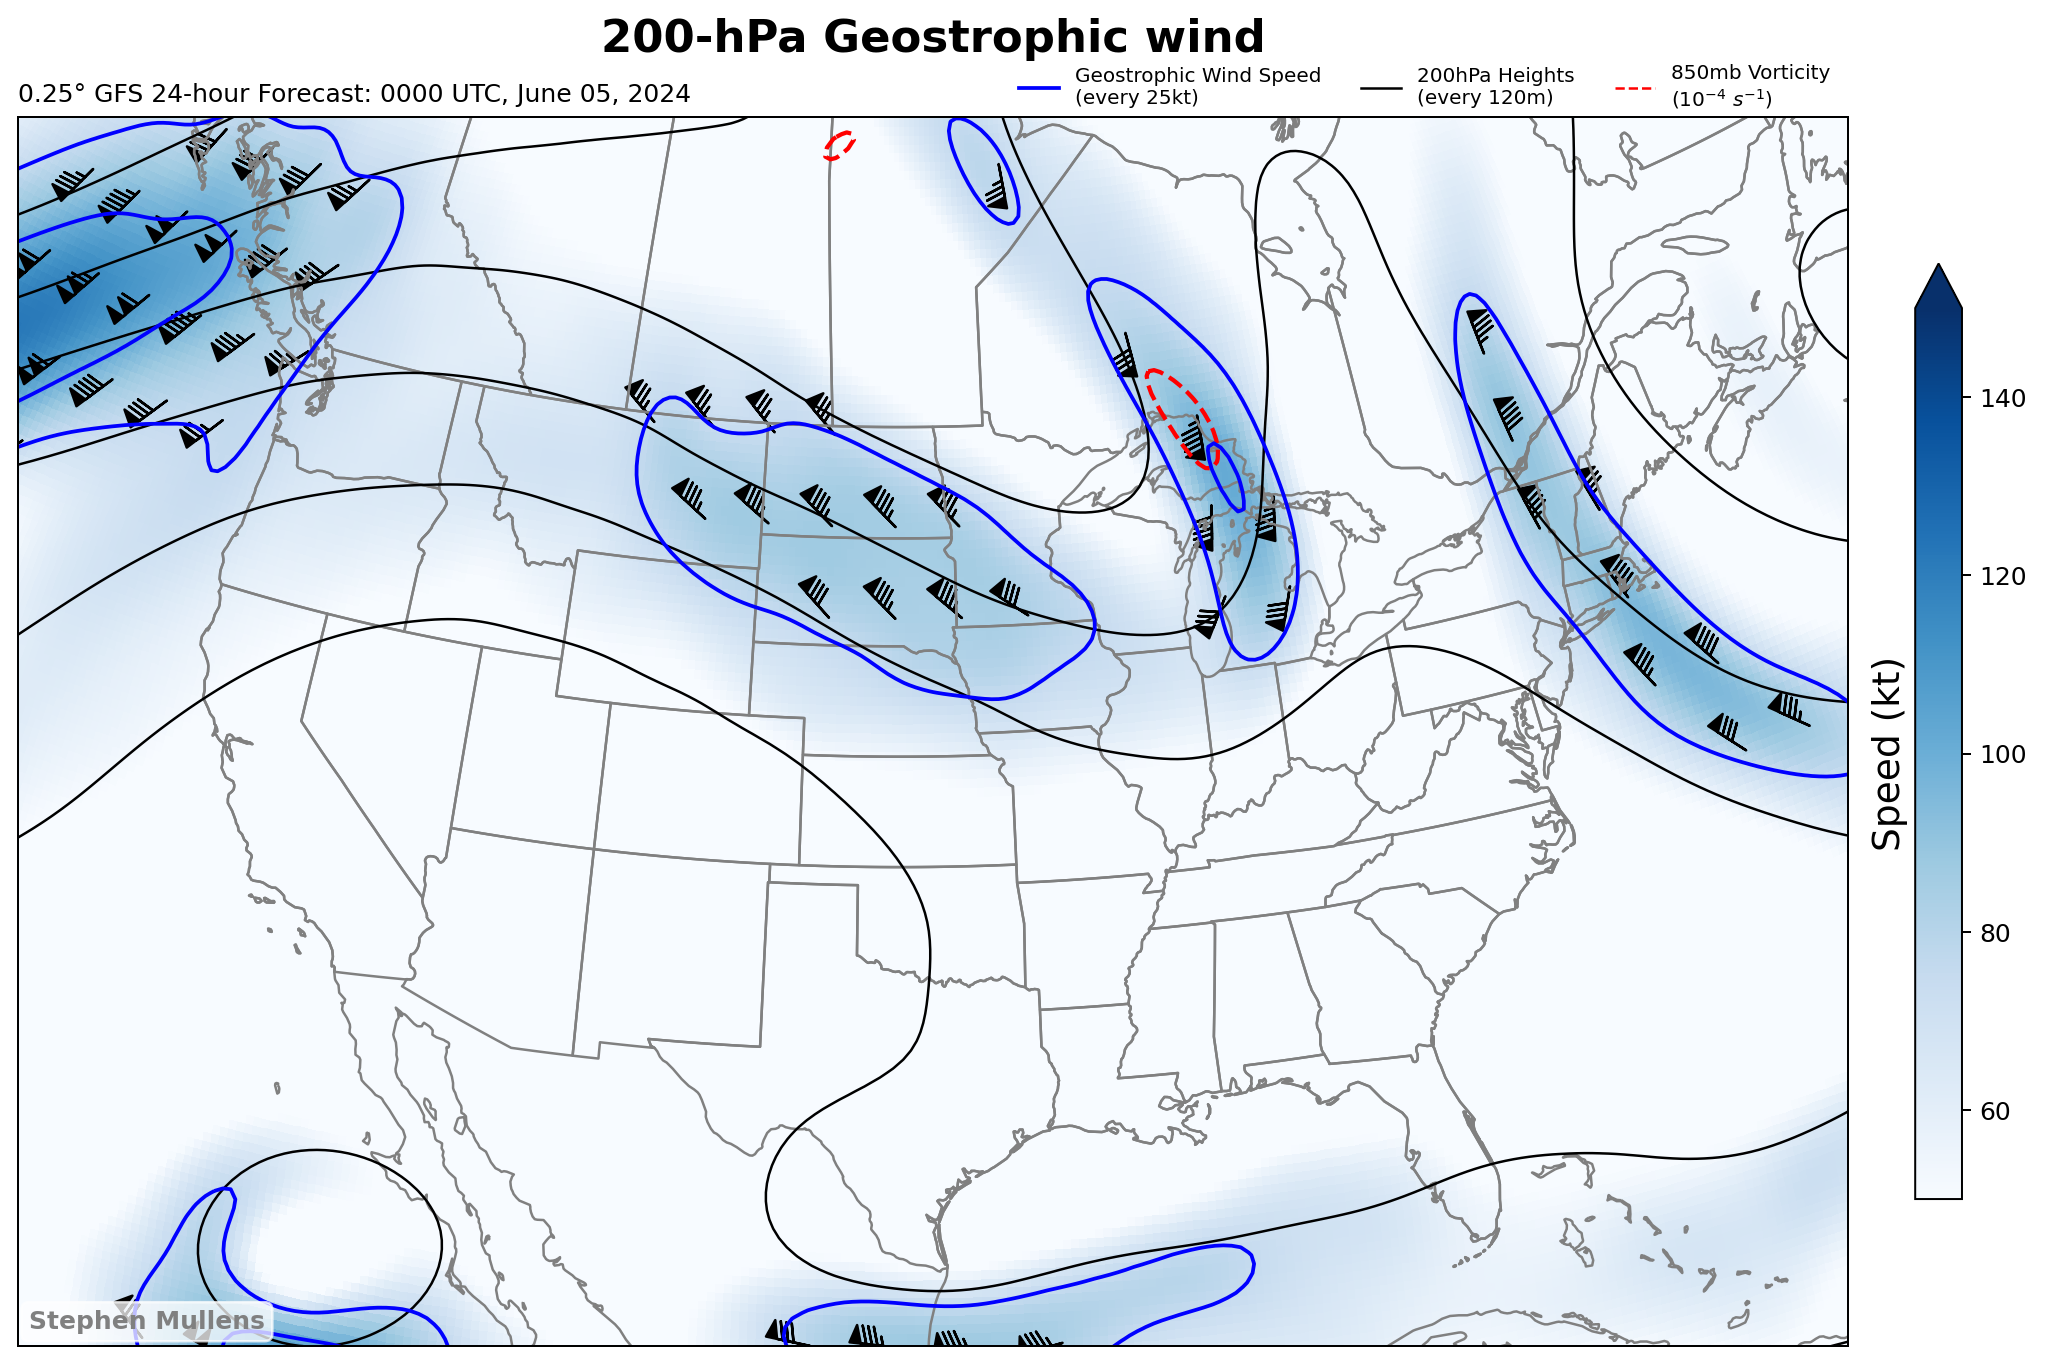 200-hPa Geostrophic wind
0.25° GFS 24-hour Forecast: 0000 UTC, June 05, 2024
Geostrophic Wind Speed
(every 25kt)
200hPa Heights
(every 120m)
850mb Vorticity
(10⁻⁴ s⁻¹)
140
120
100
80
60
Speed (kt)
Stephen Mullens